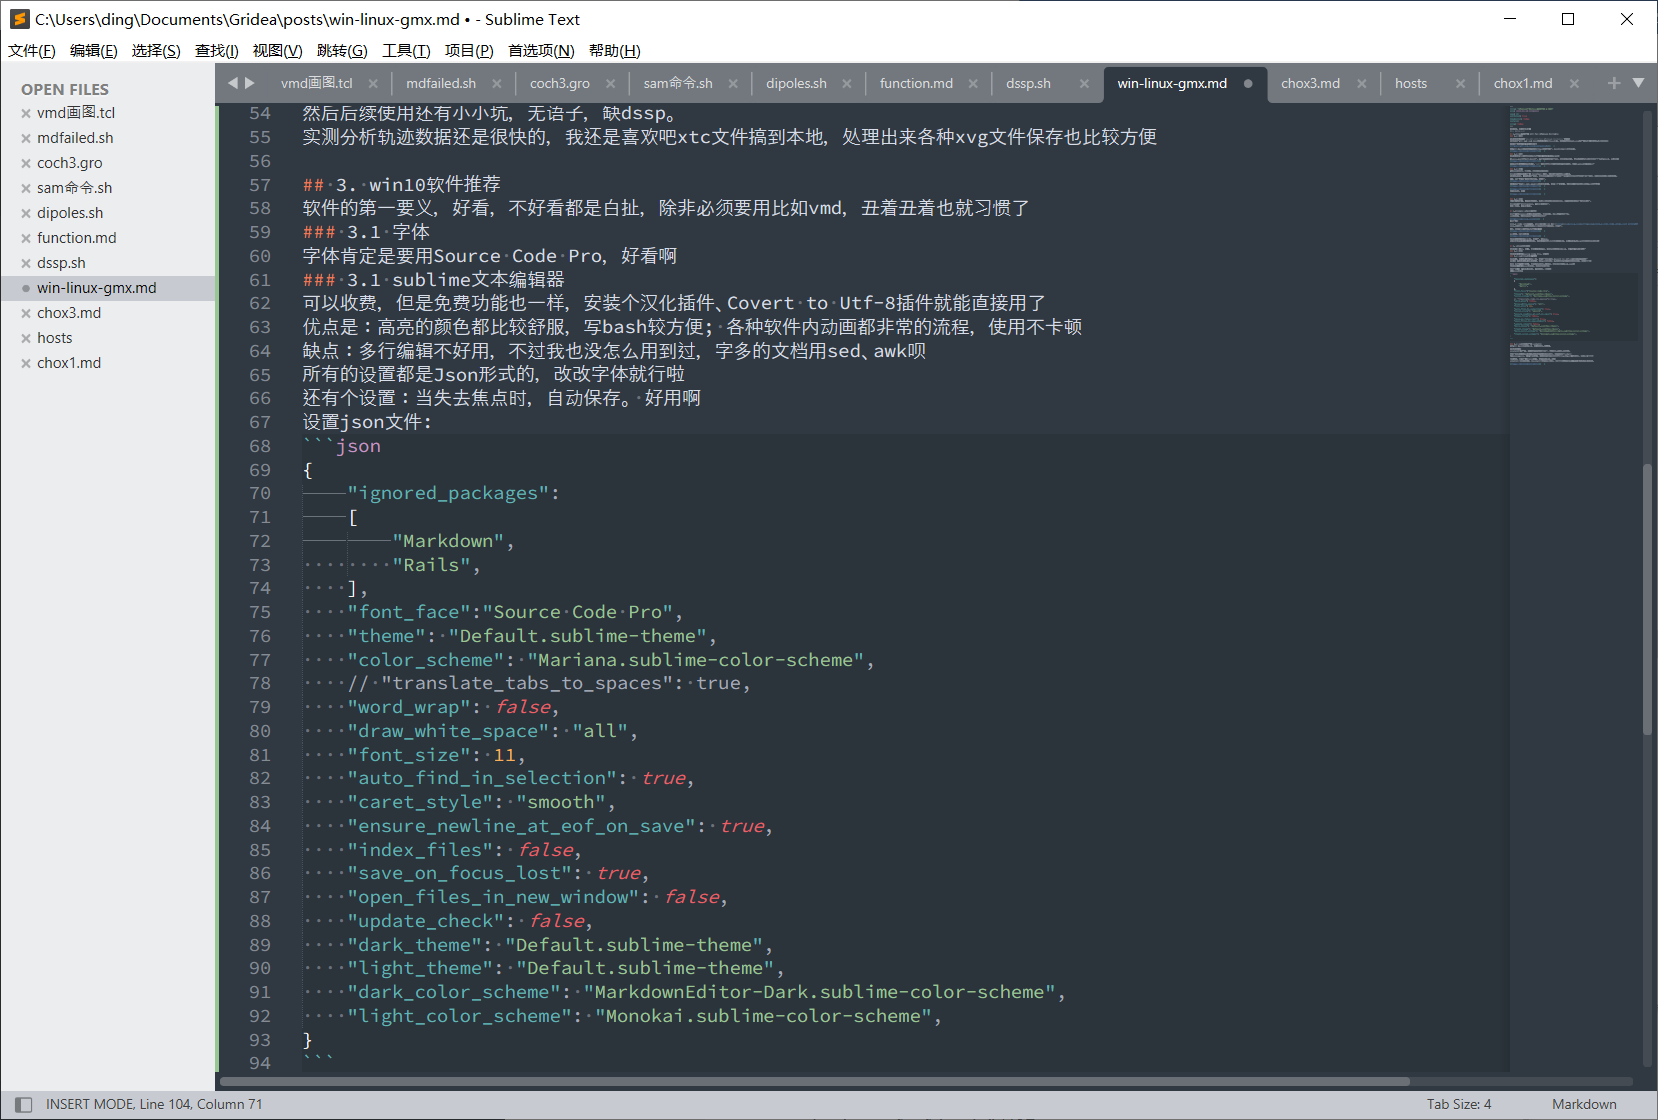 C:\Users\ding\Documents\Gridea\posts\win-linux-gmx.md • - Sublime Text
文件(F) 编辑(E) 选择(S) 查找(I) 视图(V) 跳转(G) 工具(T) 项目(P) 首选项(N) 帮助(H)
OPEN FILES
vmd画图.tcl
mdfailed.sh
coch3.gro
sam命令.sh
dipoles.sh
function.md
dssp.sh
win-linux-gmx.md
chox3.md
hosts
chox1.md
vmd画图.tcl mdfailed.sh coch3.gro sam命令.sh dipoles.sh function.md dssp.sh win-linux-gmx.md chox3.md hosts chox1.md
54 然后后续使用还有小小坑，无语子，缺dssp。
55 实测分析轨迹数据还是很快的，我还是喜欢吧xtc文件搞到本地，处理出来各种xvg文件保存也比较方便
56
57 ## 3. win10软件推荐
58 软件的第一要义，好看，不好看都是白扯，除非必须要用比如vmd，丑着丑着也就习惯了
59 ### 3.1 字体
60 字体肯定是要用Source Code Pro，好看啊
61 ### 3.1 sublime文本编辑器
62 可以收费，但是免费功能也一样，安装个汉化插件、Covert to Utf-8插件就能直接用了
63 优点是：高亮的颜色都比较舒服，写bash较方便；各种软件内动画都非常的流程，使用不卡顿
64 缺点：多行编辑不好用，不过我也没怎么用到过，字多的文档用sed、awk呗
65 所有的设置都是Json形式的，改改字体就行啦
66 还有个设置：当失去焦点时，自动保存。 好用啊
67 设置json文件：
68 ```json
69 {
70     "ignored_packages":
71     [
72         "Markdown",
73         "Rails",
74     ],
75     "font_face":"Source Code Pro",
76     "theme": "Default.sublime-theme",
77     "color_scheme": "Mariana.sublime-color-scheme",
78     // "translate_tabs_to_spaces": true,
79     "word_wrap": false,
80     "draw_white_space": "all",
81     "font_size": 11,
82     "auto_find_in_selection": true,
83     "caret_style": "smooth",
84     "ensure_newline_at_eof_on_save": true,
85     "index_files": false,
86     "save_on_focus_lost": true,
87     "open_files_in_new_window": false,
88     "update_check": false,
89     "dark_theme": "Default.sublime-theme",
90     "light_theme": "Default.sublime-theme",
91     "dark_color_scheme": "MarkdownEditor-Dark.sublime-color-scheme",
92     "light_color_scheme": "Monokai.sublime-color-scheme",
93 }
94 ```
INSERT MODE, Line 104, Column 71 Tab Size: 4 Markdown